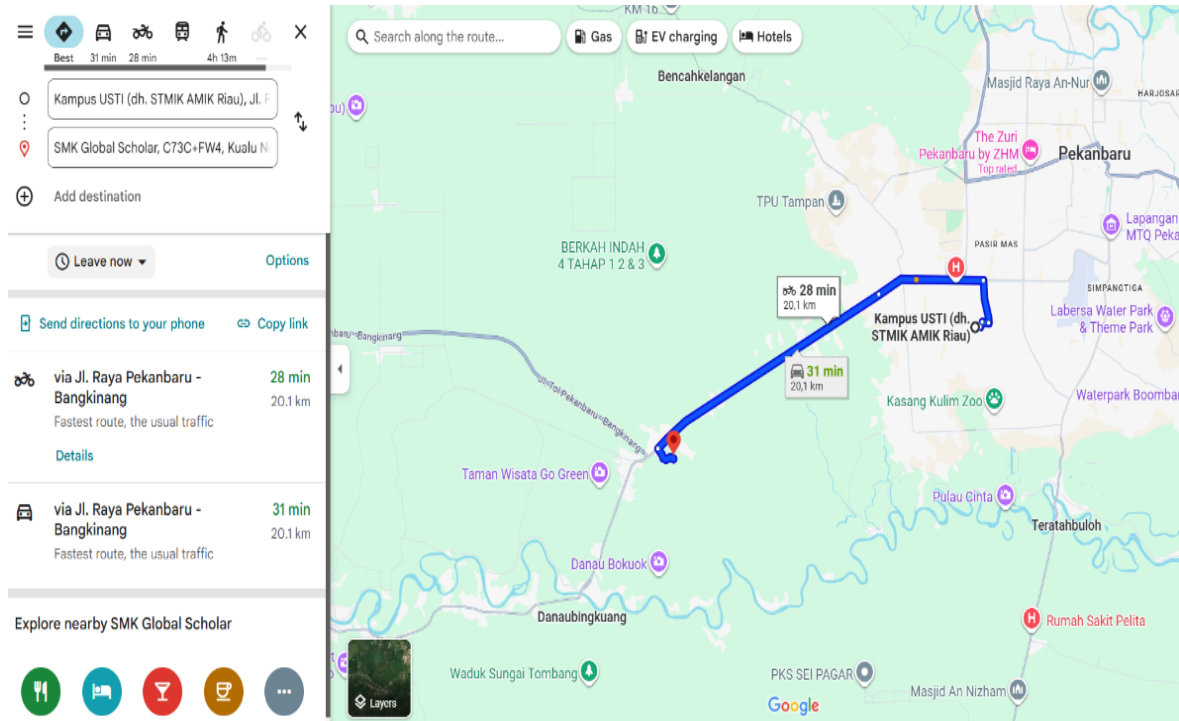 Best
31 min
28 min
4h 13m
Kampus USTI (dh. STMIK AMIK Riau), Jl.
SMK Global Scholar, C73C+FW4, Kualu
Add destination
Leave now
Options
Send directions to your phone
Copy link
via Jl. Raya Pekanbaru -
Bangkinang
28 min
20.1 km
Fastest route, the usual traffic
Details
via Jl. Raya Pekanbaru -
Bangkinang
31 min
20.1 km
Fastest route, the usual traffic
Explore nearby SMK Global Scholar
Search along the route...
Gas
EV charging
Hotels
KM 16
Bencahkelangan
Masjid Raya An-Nur
HARJOSAR
The Zuri
Pekanbaru by ZHM
Top rated
Pekanbaru
TPU Tampan
Lapangan
MTQ Peka
BERKAH INDAH
4 TAHAP 1 2 & 3
PASIR MAS
28 min
20,1 km
SIMPANGTIGA
Kampus USTI (dh.
STMIK AMIK Riau)
Labersa Water Park
& Theme Park
31 min
20,1 km
Jln Tol Pekanbaru-Bangkinang
Kasang Kulim Zoo
Waterpark Boombar
Taman Wisata Go Green
Pulau Cinta
Teratahbuloh
Danau Bokuok
Danaubingkuang
Rumah Sakit Pelita
Waduk Sungai Tombang
PKS SEI PAGAR
Masjid An Nizham
Layers
Google